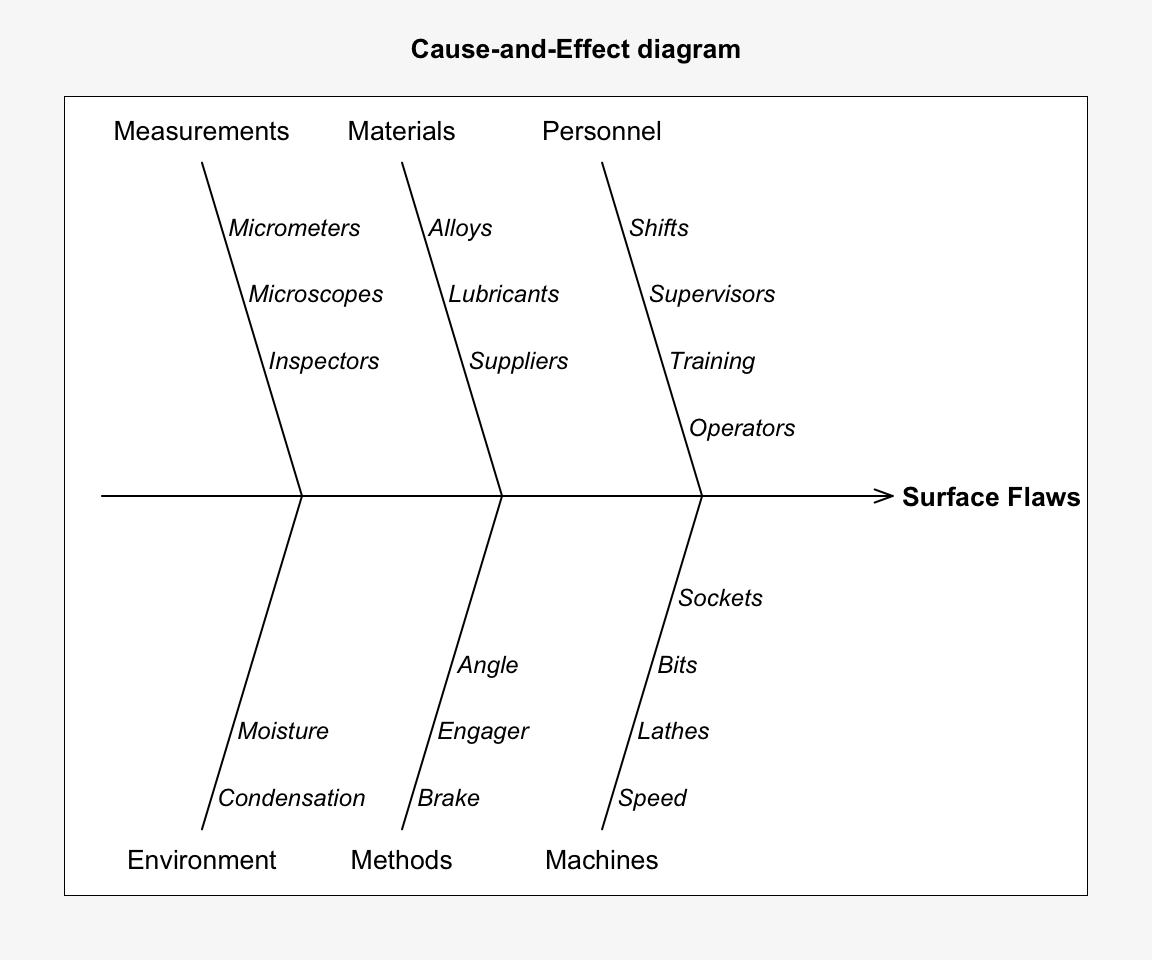 Cause-and-Effect diagram
Measurements Materials Personnel
Micrometers Alloys Shifts
Microscopes Lubricants Supervisors
Inspectors Suppliers Training
Operators
Surface Flaws
Sockets
Angle Bits
Moisture Engager Lathes
Condensation Brake Speed
Environment Methods Machines